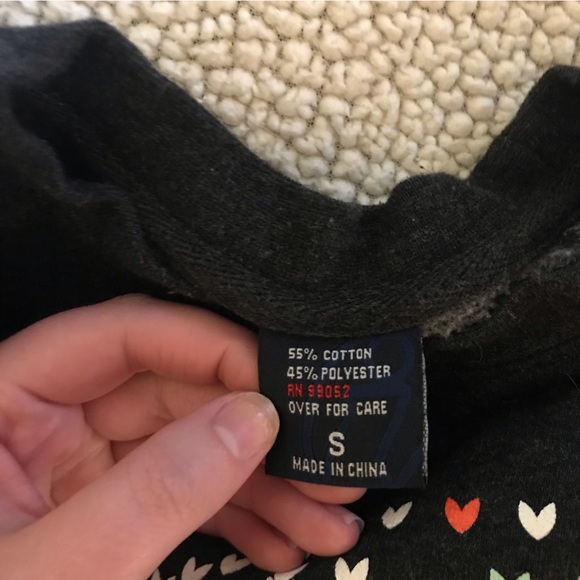 55% COTTON
45% POLYESTER
RN 99052
OVER FOR CARE
S
MADE IN CHINA